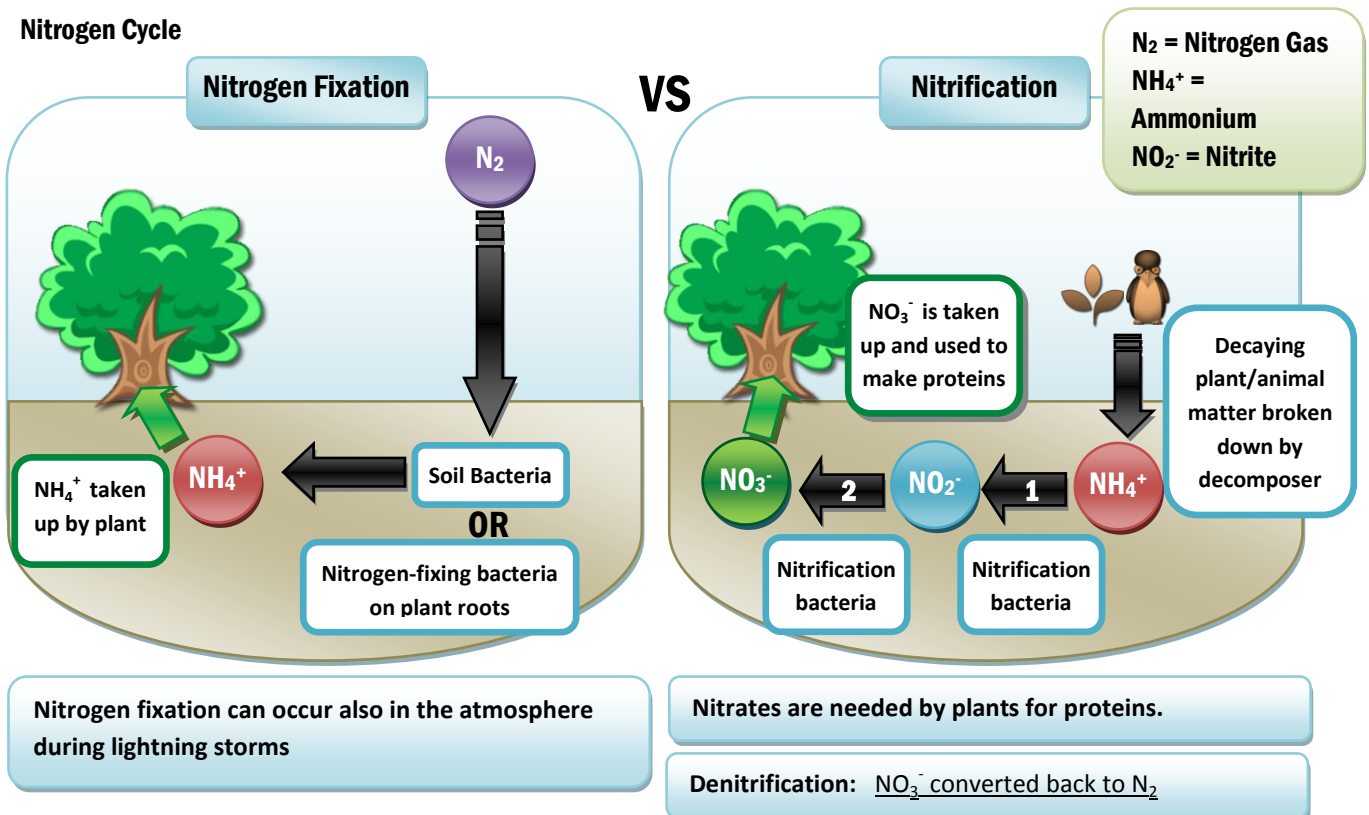 Nitrogen Cycle
Nitrogen Fixation
VS
Nitrification
N₂ = Nitrogen Gas
NH₄⁺ =
Ammonium
NO₂⁻ = Nitrite
N₂
Soil Bacteria
OR
Nitrogen-fixing bacteria
on plant roots
NH₄⁺
NH₄⁺ taken
up by plant
Decaying
plant/animal
matter broken
down by
decomposer
NH₄⁺
1
Nitrification
bacteria
NO₂⁻
2
Nitrification
bacteria
NO₃⁻
NO₃⁻ is taken
up and used to
make proteins
Nitrogen fixation can occur also in the atmosphere
during lightning storms
Nitrates are needed by plants for proteins.
Denitrification: NO₃⁻ converted back to N₂